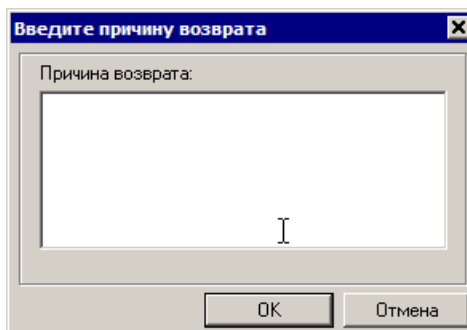 Введите причину возврата
Причина возврата:
OK
Отмена